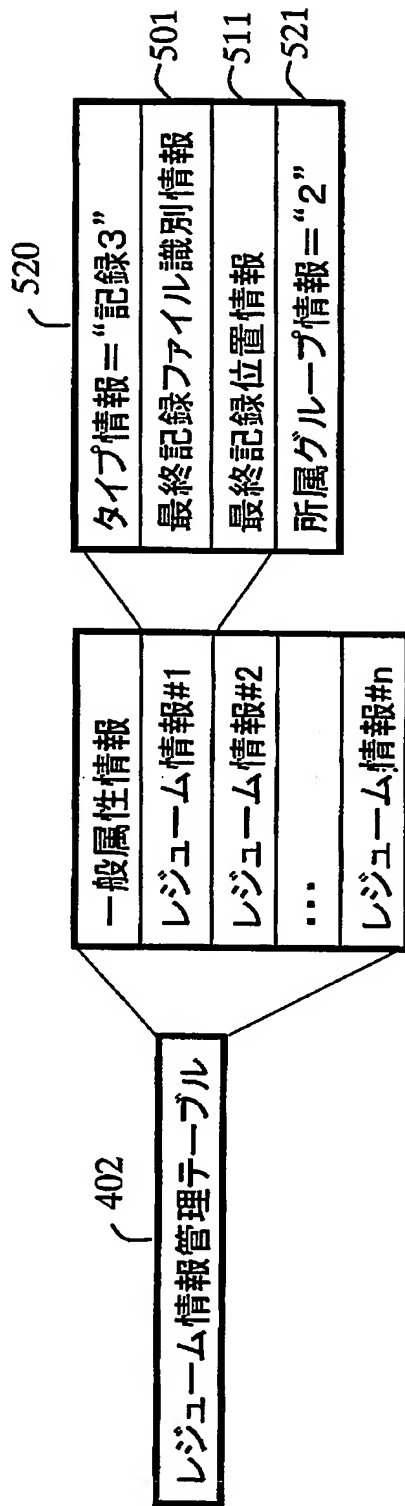 402
レジューム情報管理テーブル
一般属性情報
レジューム情報#1
レジューム情報#2
...
レジューム情報#n
520
タイプ情報=“記録3”
最終記録ファイル識別情報
501
最終記録位置情報
511
所属グループ情報=“2”
521